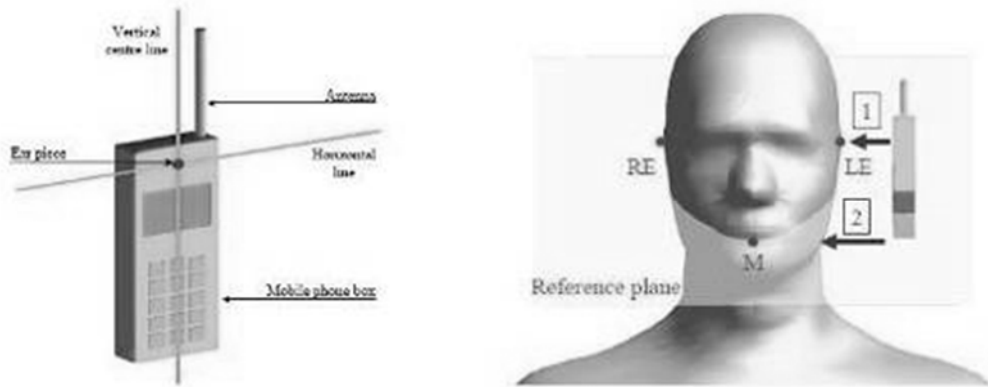 Vertical
centre line
Antenna
Ear piece
Horizontal
line
Mobile phone box
1
RE
LE
2
M
Reference plane